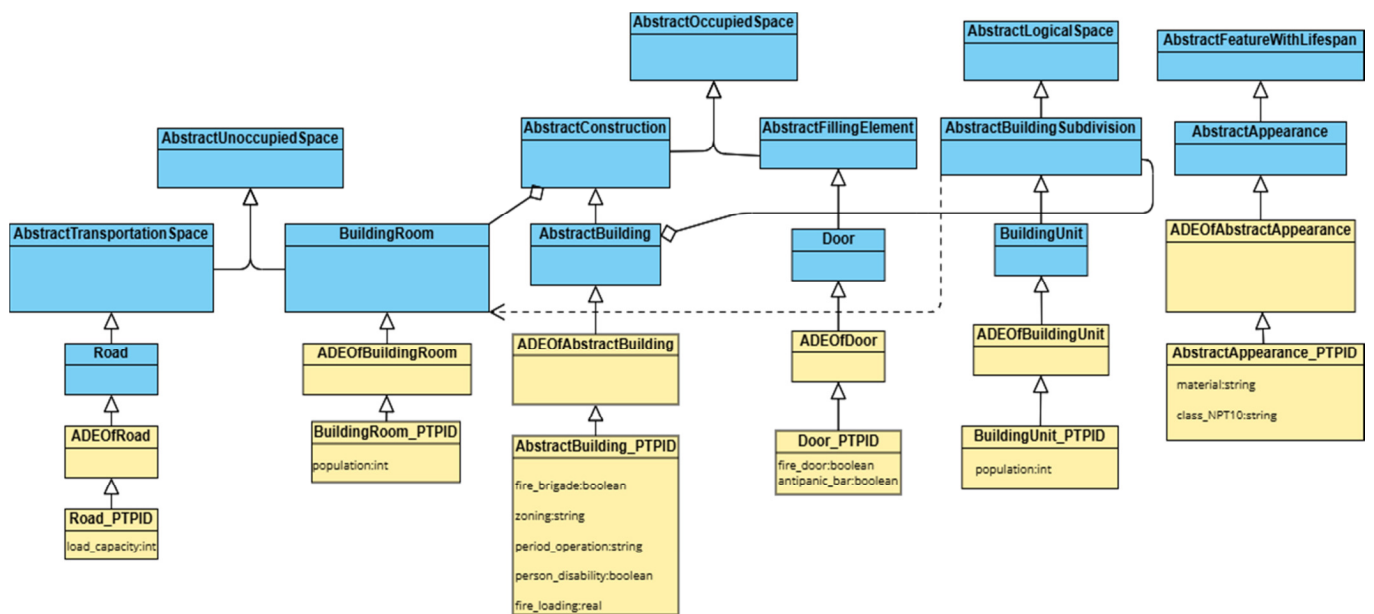 AbstractOccupiedSpace
AbstractLogicalSpace
AbstractFeatureWithLifespan
AbstractUnoccupiedSpace
AbstractConstruction
AbstractFillingElement
AbstractBuildingSubdivision
AbstractAppearance
AbstractTransportationSpace
BuildingRoom
AbstractBuilding
Door
BuildingUnit
ADEOfAbstractAppearance
Road
ADEOfBuildingRoom
ADEOfAbstractBuilding
ADEOfDoor
ADEOfBuildingUnit
AbstractAppearance_PTPID
material:string
class_NPT10:string
ADEOfRoad
BuildingRoom_PTPID
population:int
AbstractBuilding_PTPID
fire_brigade:boolean
zoning:string
period_operation:string
person_disability:boolean
fire_loading:real
Door_PTPID
fire_door:boolean
antipanic_bar:boolean
BuildingUnit_PTPID
population:int
Road_PTPID
load_capacity:int